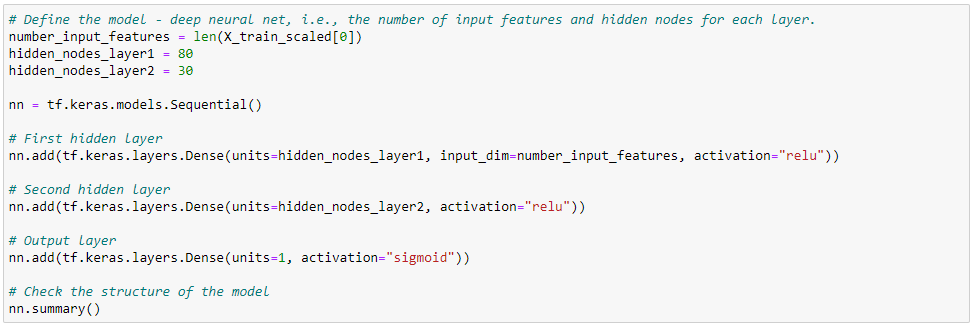 # Define the model - deep neural net, i.e., the number of input features and hidden nodes for each layer.
number_input_features = len(X_train_scaled[0])
hidden_nodes_layer1 = 80
hidden_nodes_layer2 = 30
nn = tf.keras.models.Sequential()
# First hidden layer
nn.add(tf.keras.layers.Dense(units=hidden_nodes_layer1, input_dim=number_input_features, activation="relu"))
# Second hidden layer
nn.add(tf.keras.layers.Dense(units=hidden_nodes_layer2, activation="relu"))
# Output layer
nn.add(tf.keras.layers.Dense(units=1, activation="sigmoid"))
# Check the structure of the model
nn.summary()